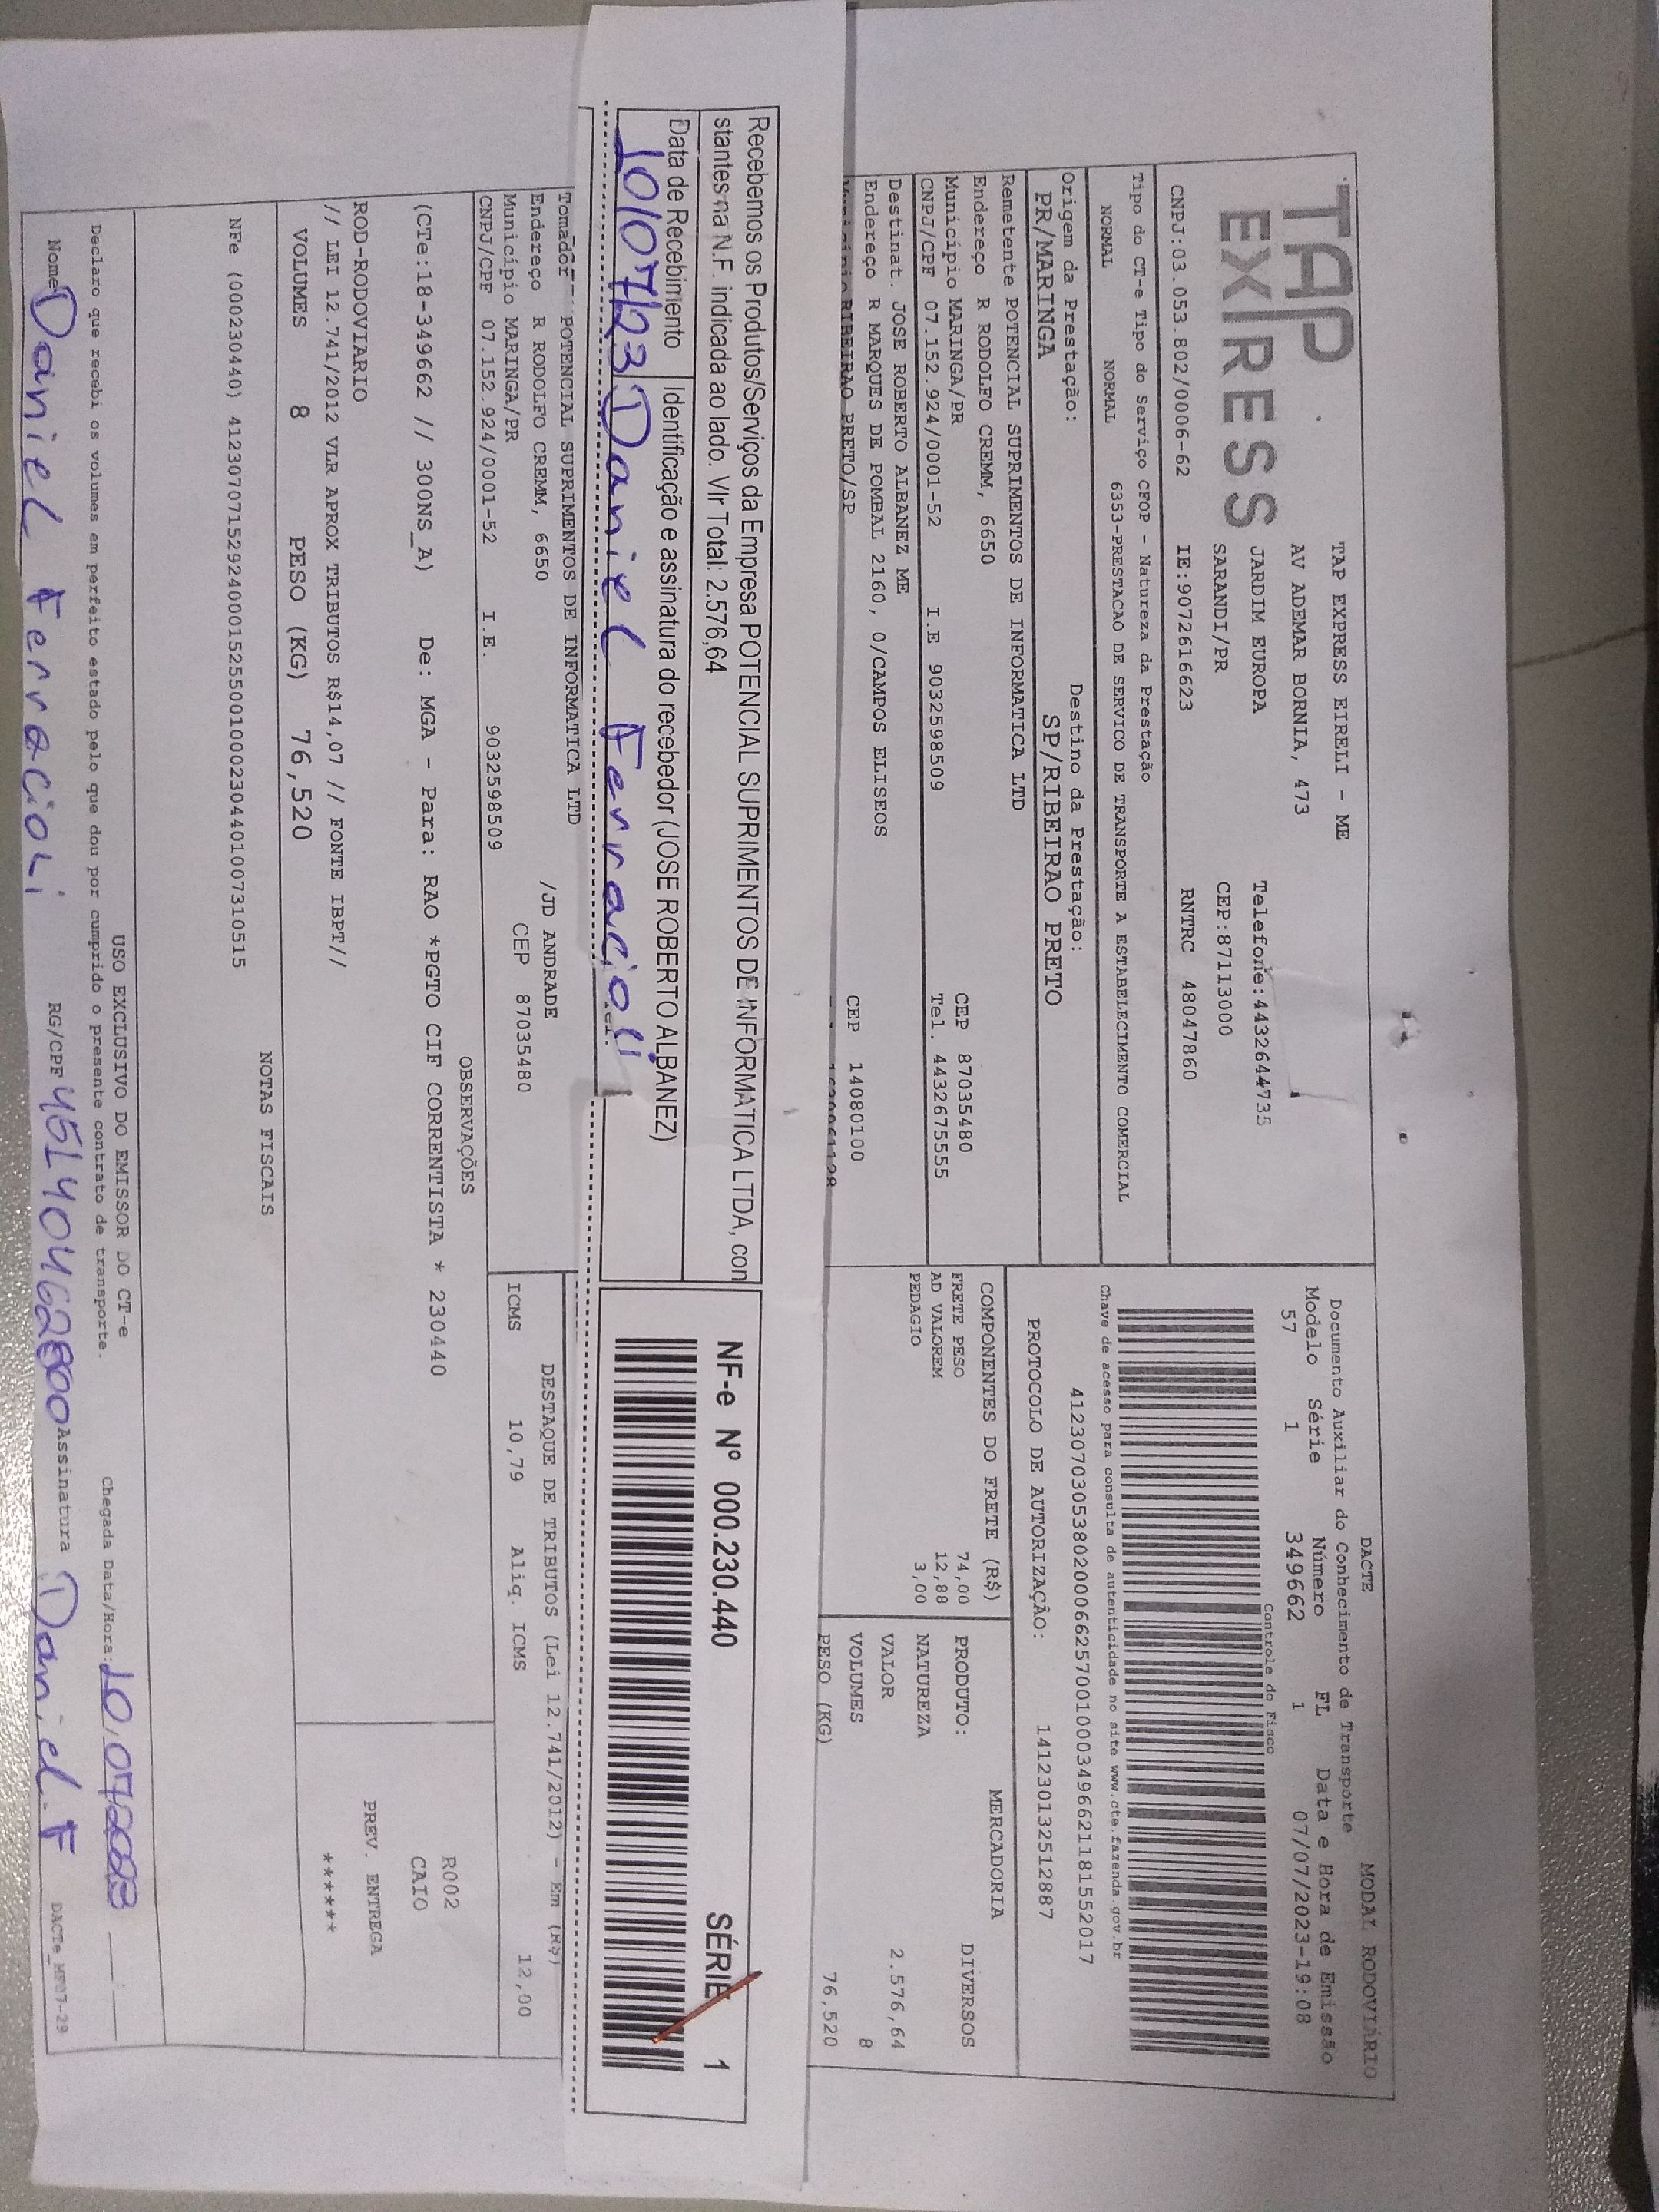 TAP
EXPRESS
TAP EXPRESS EIRELI - ME
AV ADEMAR BORNIA, 473
JARDIM EUROPA Telefone:4432644735
SARANDI/PR CEP:87113000
CNPJ:03.053.802/0006-62 IE:9072616623 RNTRC 48047860
Tipo do CT-e Tipo do Serviço CFOP - Natureza da Prestação
NORMAL NORMAL 6353-PRESTACAO DE SERVICO DE TRANSPORTE A ESTABELECIMENTO COMERCIAL
Origem da Prestação: Destino da Prestação:
PR/MARINGA SP/RIBEIRAO PRETO
Remetente POTENCIAL SUPRIMENTOS DE INFORMATICA LTD
Endereço R RODOLFO CREMM, 6650
Município MARINGA/PR CEP 87035480
CNPJ/CPF 07.152.924/0001-52 I.E 9032598509 Tel. 4432675555
Destinat. JOSE ROBERTO ALBANEZ ME
Endereço R MARQUES DE POMBAL 2160, 0/CAMPOS ELISEOS
Município RIBEIRAO PRETO/SP CEP 14080100
DACTE MODAL RODOVIÁRIO
Documento Auxiliar do Conhecimento de Transporte
Modelo Série Número FL Data e Hora de Emissão
57 1 349662 1 07/07/2023-19:08
Controle do Fisco
Chave de acesso para consulta de autenticidade no site www.cte.fazenda.gov.br
41230703053802000662570010003496621181552017
PROTOCOLO DE AUTORIZAÇÃO: 141230132512887
COMPONENTES DO FRETE (R$)
FRETE PESO 74,00
AD VALOREM 12,88
PEDAGIO 3,00
MERCADORIA
PRODUTO: DIVERSOS
NATUREZA
VALOR 2.576,64
VOLUMES 8
PESO (KG) 76,520
Recebemos os Produtos/Serviços da Empresa POTENCIAL SUPRIMENTOS DE INFORMATICA LTDA, con
stantes na N.F. indicada ao lado. Vlr Total: 2.576,64
Data de Recebimento Identificação e assinatura do recebedor (JOSE ROBERTO ALBANEZ)
10/07/23 Daniel Ferracioli
NF-e Nº 000.230.440 SÉRIE 1
Tomador POTENCIAL SUPRIMENTOS DE INFORMATICA LTD
Endereço R RODOLFO CREMM, 6650 /JD ANDRADE
Município MARINGA/PR CEP 87035480
CNPJ/CPF 07.152.924/0001-52 I.E. 9032598509
DESTAQUE DE TRIBUTOS (Lei 12.741/2012) - Em (R$)
ICMS 10,79 Aliq. ICMS 12,00
OBSERVAÇÕES
(CTe:18-349662 // 300NS_A) De: MGA - Para: RAO *PGTO CIF CORRENTISTA * 230440
R002
CAIO
ROD-RODOVIARIO
// LEI 12.741/2012 VLR APROX TRIBUTOS R$14,07 // FONTE IBPT//
PREV. ENTREGA
******
VOLUMES 8 PESO (KG) 76,520
NOTAS FISCAIS
NFe (000230440) 41230707152924000152550010002304401007310515
USO EXCLUSIVO DO EMISSOR DO CT-e
Declaro que recebi os volumes em perfeito estado pelo que dou por cumprido o presente contrato de transporte.
Chegada Data/Hora: 10/07/2023 __:__
Nome Daniel Ferracioli RG/CPF Assinatura Daniel.F DACTe_MF07-29